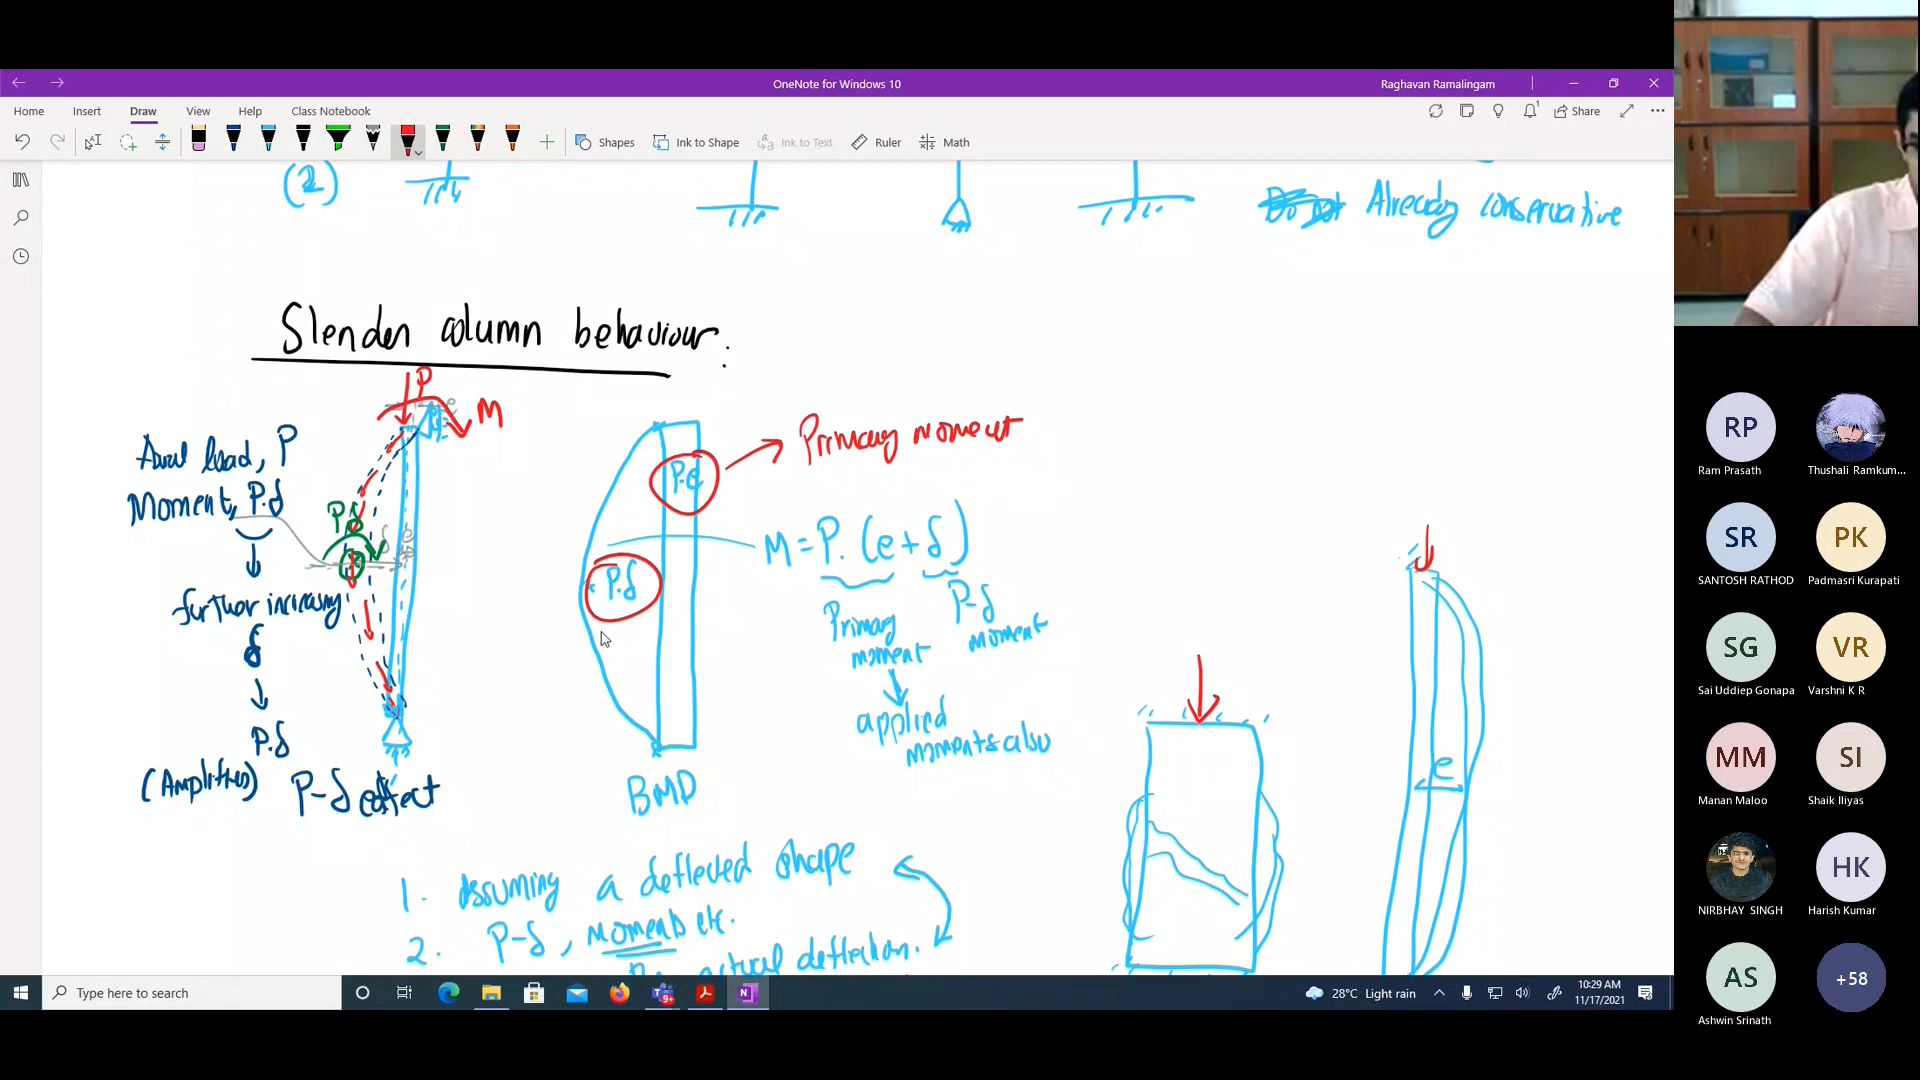 OneNote for Windows 10
Raghavan Ramalingam
Home Insert Draw View Help Class Notebook
Share
Shapes Ink to Shape Ink to Text Ruler Math
(2)
Already conservative
Slender column behaviour.
P
e
M
Axial load, P
Moment, P.δ
Pδ
δ
e
further increasing
δ
P.δ
(Amplifies)
P-δ effect
P.e
Primary moment
P.δ
M = P. (e + δ)
Primary moment
P-δ moment
applied moments also
BMD
e
1. Assuming a deflected shape
2. P-δ, moments etc.
actual deflection.
Type here to search
28°C Light rain
10:29 AM
11/17/2021
RP
Ram Prasath
Thushali Ramkum...
SR
SANTOSH RATHOD
PK
Padmasri Kurapati
SG
Sai Uddiep Gonapa
VR
Varshni K R
MM
Manan Maloo
SI
Shaik Iliyas
NIRBHAY SINGH
HK
Harish Kumar
AS
Ashwin Srinath
+58